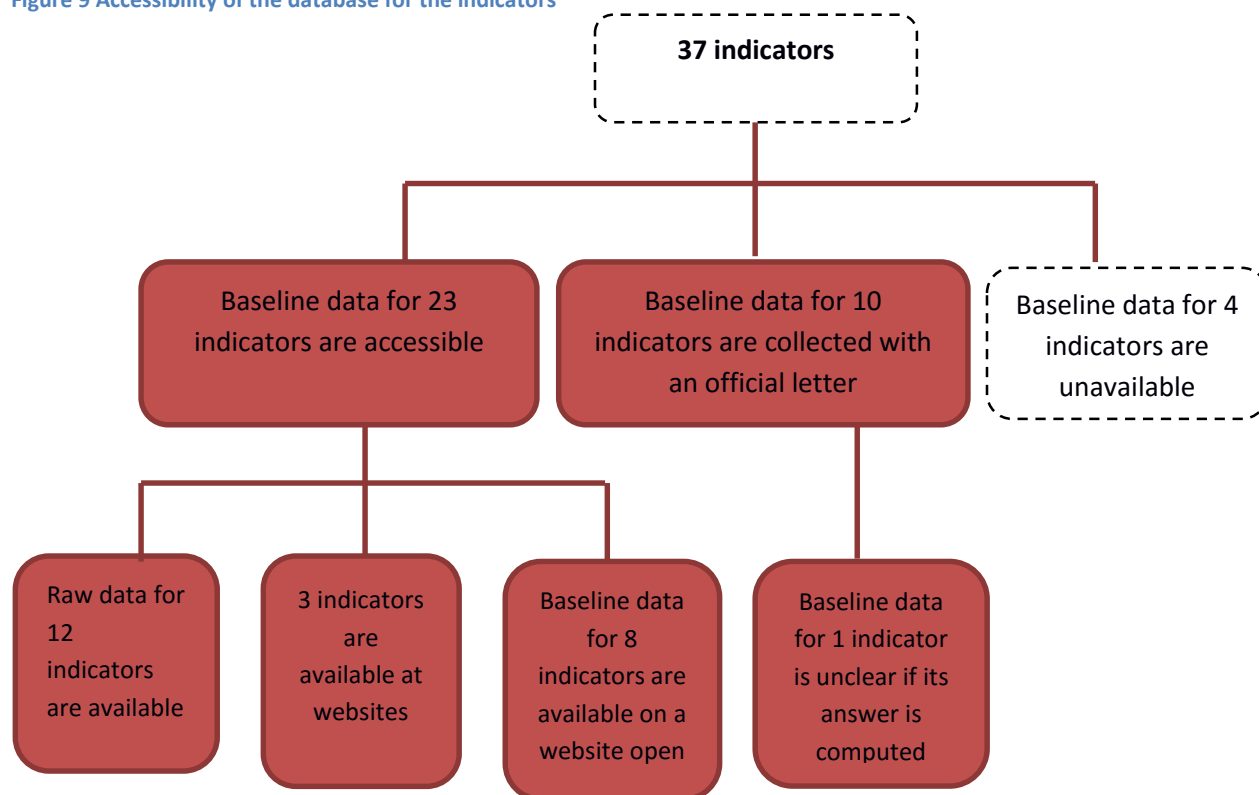 Figure 9 Accessibility of the database for the indicators
37 indicators
Baseline data for 23
indicators are accessible
Baseline data for 10
indicators are collected with
an official letter
Baseline data for 4
indicators are
unavailable
Raw data for
12
indicators
are available
3 indicators
are
available at
websites
Baseline data
for 8
indicators are
available on a
website open
Baseline data
for 1 indicator
is unclear if its
answer is
computed